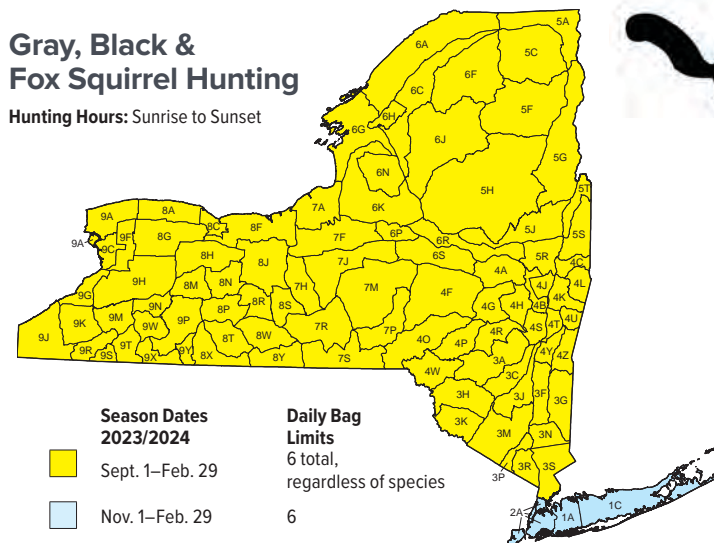 Gray, Black &
Fox Squirrel Hunting
Hunting Hours: Sunrise to Sunset
5A
6A
5C
6F
6C
5F
6H
6G
6J
5G
6N
5H
5T
6K
7A
9A
8A
8C
8F
9A
9F
8G
9C
7F
6P
6R
5J
5S
8H
8J
7J
6S
5R
4C
9H
8M
8N
7H
7M
4F
4A
4J
4L
9G
9N
8P
8R
8S
4G
4H
4B
4K
9K
9M
9W
9P
7R
7P
4R
4S
4T
4U
9J
9T
8T
8W
4O
4P
9R
9S
9X
9Y
8X
8Y
7S
3A
4Y
4Z
4W
3C
3H
3J
3F
3G
3K
3M
3N
3P
3R
3S
2A
1A
1C
Season Dates
2023/2024
Daily Bag
Limits
Sept. 1–Feb. 29
6 total,
regardless of species
Nov. 1–Feb. 29
6